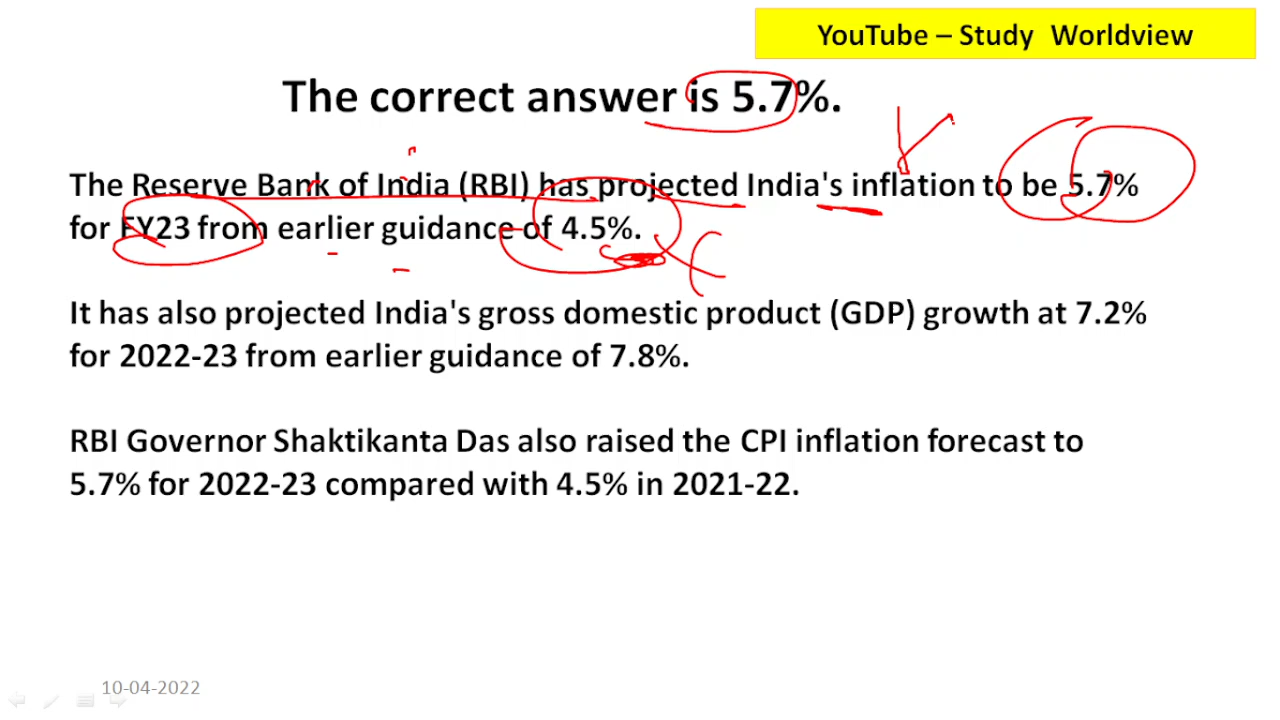 YouTube – Study Worldview
The correct answer is 5.7%.
The Reserve Bank of India (RBI) has projected India's inflation to be 5.7%
for FY23 from earlier guidance of 4.5%.
It has also projected India's gross domestic product (GDP) growth at 7.2%
for 2022-23 from earlier guidance of 7.8%.
RBI Governor Shaktikanta Das also raised the CPI inflation forecast to
5.7% for 2022-23 compared with 4.5% in 2021-22.
10-04-2022